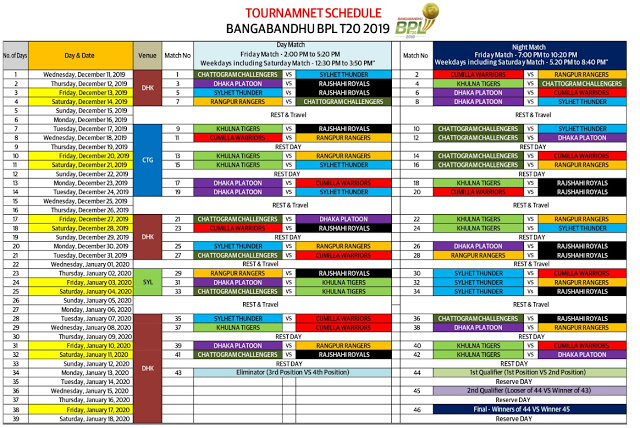 TOURNAMNET SCHEDULE
BANGABANDHU BPL T20 2019
BANGABANDHU
BPL
T20
2019
No. of Days Day & Date Venue Match No Day Match Match No Night Match
Friday Match - 2:00 PM to 5:20 PM Friday Match - 7:00 PM to 10:20 PM
Weekdays including Saturday Match - 12:30 PM to 3:50 PM" Weekdays including Saturday Match - 5.20 PM to 8:40 PM"
1 Wednesday, December 11, 2019 1 CHATTOGRAM CHALLENGERS VS SYLHET THUNDER 2 CUMILLA WARRIORS VS RANGPUR RANGERS
2 Thursday, December 12, 2019 DHK 3 DHAKA PLATOON VS RAJSHAHI ROYALS 4 KHULNA TIGERS VS CHATTOGRAM CHALLENGERS
3 Friday, December 13, 2019 5 SYLHET THUNDER VS RAJSHAHI ROYALS 6 DHAKA PLATOON VS CUMILLA WARRIORS
4 Saturday, December 14, 2019 7 RANGPUR RANGERS VS CHATTOGRAM CHALLENGERS 8 DHAKA PLATOON VS SYLHET THUNDER
5 Sunday, December 15, 2019 REST & Travel REST & Travel
6 Monday, December 16, 2019
7 Tuesday, December 17, 2019 9 KHULNA TIGERS VS RAJSHAHI ROYALS 10 CHATTOGRAM CHALLENGERS VS SYLHET THUNDER
8 Wednesday, December 18, 2019 11 CUMILLA WARRIORS VS RANGPUR RANGERS 12 CHATTOGRAM CHALLENGERS VS DHAKA PLATOON
9 Thursday, December 19, 2019 REST DAY REST DAY
10 Friday, December 20, 2019 CTG 13 KHULNA TIGERS VS RANGPUR RANGERS 14 CHATTOGRAM CHALLENGERS VS CUMILLA WARRIORS
11 Saturday, December 21, 2019 15 KHULNA TIGERS VS SYLHET THUNDER 16 CHATTOGRAM CHALLENGERS VS RANGPUR RANGERS
12 Sunday, December 22, 2019 REST DAY REST DAY
13 Monday, December 23, 2019 17 DHAKA PLATOON VS CUMILLA WARRIORS 18 KHULNA TIGERS VS RAJSHAHI ROYALS
14 Tuesday, December 24, 2019 19 DHAKA PLATOON VS SYLHET THUNDER 20 CUMILLA WARRIORS VS RAJSHAHI ROYALS
15 Wednesday, December 25, 2019 REST & Travel REST & Travel
16 Thursday, December 26, 2019
17 Friday, December 27, 2019 21 CHATTOGRAM CHALLENGERS VS DHAKA PLATOON 22 KHULNA TIGERS VS RANGPUR RANGERS
18 Saturday, December 28, 2019 23 CUMILLA WARRIORS VS RAJSHAHI ROYALS 24 KHULNA TIGERS VS SYLHET THUNDER
19 Sunday, December 29, 2019 DHK REST DAY REST DAY
20 Monday, December 30, 2019 25 SYLHET THUNDER VS RANGPUR RANGERS 26 DHAKA PLATOON VS RAJSHAHI ROYALS
21 Tuesday, December 31, 2019 27 CHATTOGRAM CHALLENGERS VS CUMILLA WARRIORS 28 RANGPUR RANGERS VS RAJSHAHI ROYALS
22 Wednesday, January 01, 2020 REST & Travel REST & Travel
23 Thursday, January 02, 2020 29 RANGPUR RANGERS VS RAJSHAHI ROYALS 30 SYLHET THUNDER VS CUMILLA WARRIORS
24 Friday, January 03, 2020 SYL 31 DHAKA PLATOON VS KHULNA TIGERS 32 SYLHET THUNDER VS RANGPUR RANGERS
25 Saturday, January 04, 2020 33 CHATTOGRAM CHALLENGERS VS KHULNA TIGERS 34 SYLHET THUNDER VS RAJSHAHI ROYALS
26 Sunday, January 05, 2020 REST & Travel REST & Travel
27 Monday, January 06, 2020
28 Tuesday, January 07, 2020 35 SYLHET THUNDER VS CUMILLA WARRIORS 36 CHATTOGRAM CHALLENGERS VS RAJSHAHI ROYALS
29 Wednesday, January 08, 2020 37 KHULNA TIGERS VS CUMILLA WARRIORS 38 DHAKA PLATOON VS RANGPUR RANGERS
30 Thursday, January 09, 2020 REST DAY REST DAY
31 Friday, January 10, 2020 39 DHAKA PLATOON VS RANGPUR RANGERS 40 KHULNA TIGERS VS CUMILLA WARRIORS
32 Saturday, January 11, 2020 41 CHATTOGRAM CHALLENGERS VS RAJSHAHI ROYALS 42 KHULNA TIGERS VS DHAKA PLATOON
33 Sunday, January 12, 2020 DHK REST DAY REST DAY
34 Monday, January 13, 2020 43 Eliminator (3rd Position VS 4th Position) 44 1st Qualifier (1st Position VS 2nd Position)
35 Tuesday, January 14, 2020 Reserve DAY
36 Wednesday, January 15, 2020 45 2nd Qualifier (Looser of 44 VS Winner of 43)
37 Thursday, January 16, 2020 Reserve DAY
38 Friday, January 17, 2020 46 Final - Winners of 44 VS Winner 45
39 Saturday, January 18, 2020 Reserve DAY